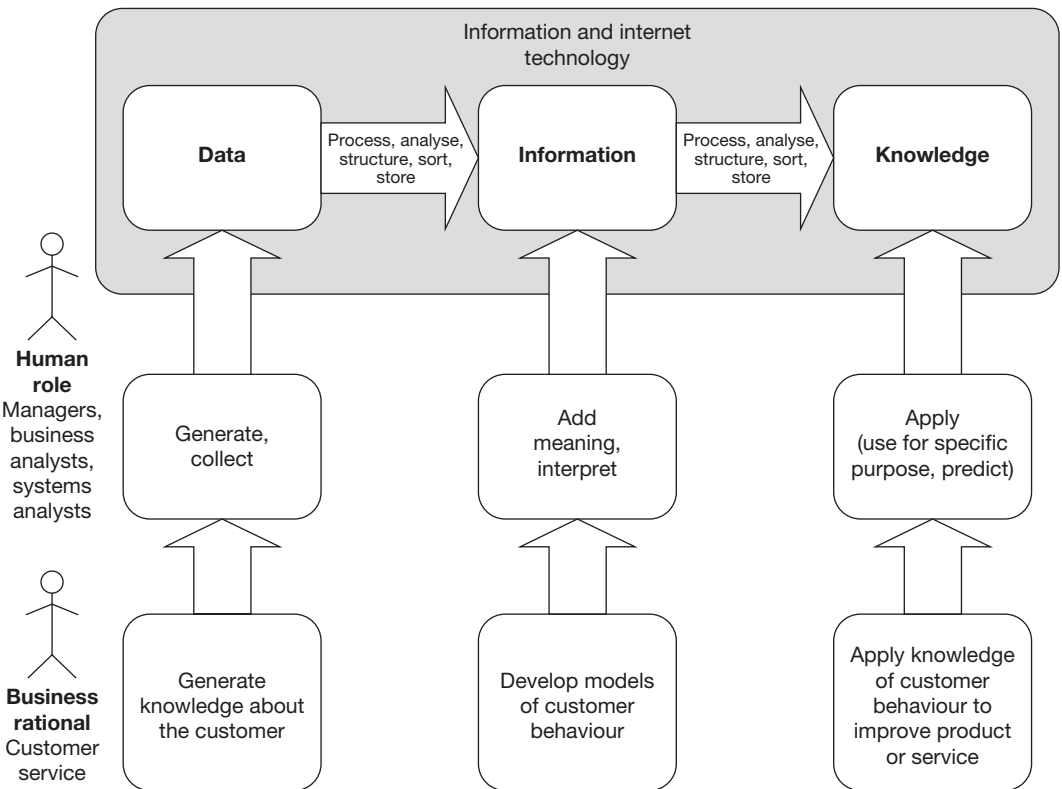 Information and internet
technology
Data
Process, analyse,
structure, sort,
store
Information
Process, analyse,
structure, sort,
store
Knowledge
Human
role
Managers,
business
analysts,
systems
analysts
Generate,
collect
Add
meaning,
interpret
Apply
(use for specific
purpose, predict)
Business
rational
Customer
service
Generate
knowledge about
the customer
Develop models
of customer
behaviour
Apply knowledge
of customer
behaviour to
improve product
or service